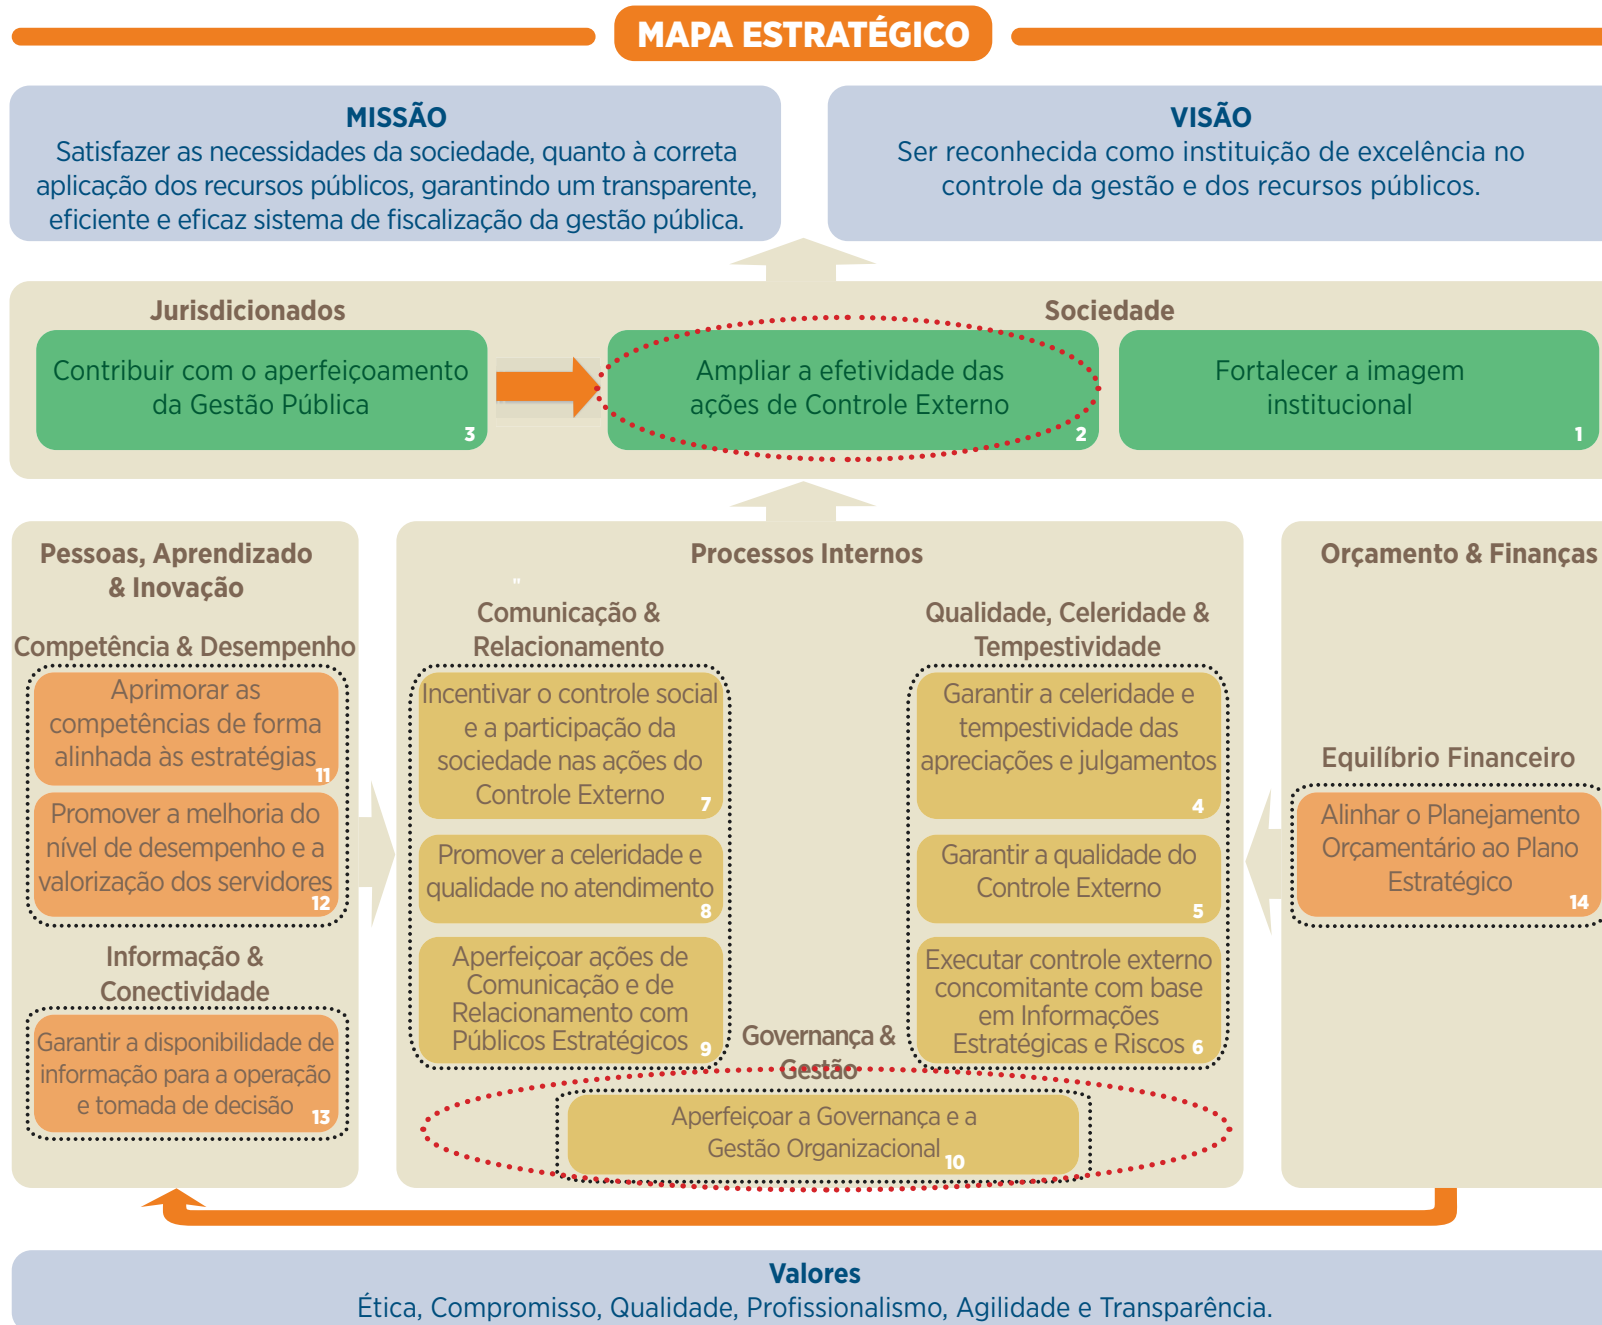 MAPA ESTRATÉGICO
MISSÃO
Satisfazer as necessidades da sociedade, quanto à correta
aplicação dos recursos públicos, garantindo um transparente,
eficiente e eficaz sistema de fiscalização da gestão pública.
VISÃO
Ser reconhecida como instituição de excelência no
controle da gestão e dos recursos públicos.
Jurisdicionados
Contribuir com o aperfeiçoamento
da Gestão Pública
3
Sociedade
Ampliar a efetividade das
ações de Controle Externo
2
Fortalecer a imagem
institucional
1
Pessoas, Aprendizado
& Inovação
Competência & Desempenho
Aprimorar as
competências de forma
alinhada às estratégias
11
Promover a melhoria do
nível de desempenho e a
valorização dos servidores
12
Informação &
Conectividade
Garantir a disponibilidade de
informação para a operação
e tomada de decisão
13
Processos Internos
"
Comunicação &
Relacionamento
Incentivar o controle social
e a participação da
sociedade nas ações do
Controle Externo
7
Promover a celeridade e
qualidade no atendimento
8
Aperfeiçoar ações de
Comunicação e de
Relacionamento com
Públicos Estratégicos
9
Qualidade, Celeridade &
Tempestividade
Garantir a celeridade e
tempestividade das
apreciações e julgamentos
4
Garantir a qualidade do
Controle Externo
5
Executar controle externo
concomitante com base
em Informações
Estratégicas e Riscos
6
Governança &
Gestão
Aperfeiçoar a Governança e a
Gestão Organizacional
10
Orçamento & Finanças
Equilíbrio Financeiro
Alinhar o Planejamento
Orçamentário ao Plano
Estratégico
14
Valores
Ética, Compromisso, Qualidade, Profissionalismo, Agilidade e Transparência.